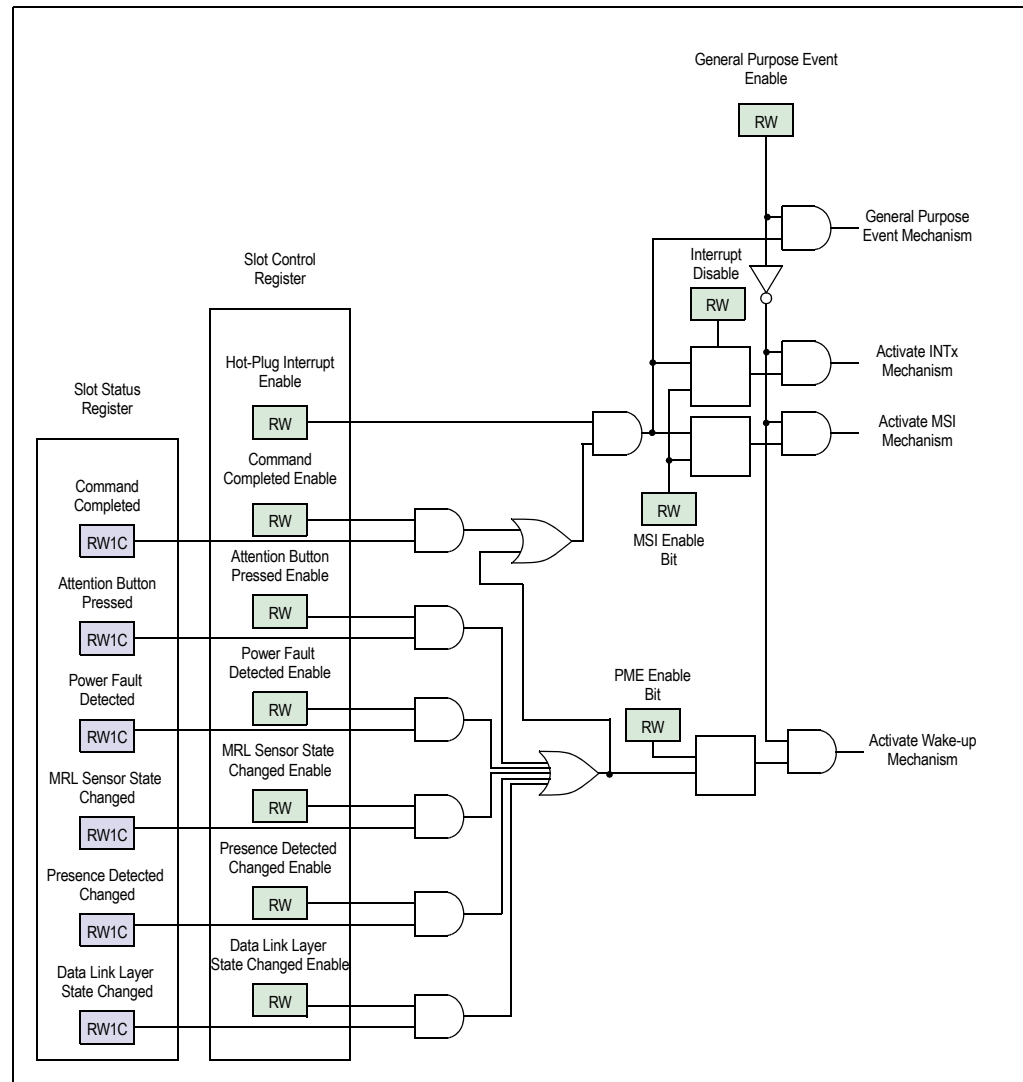 General Purpose Event
Enable
RW
General Purpose
Event Mechanism
Slot Control
Register
Interrupt
Disable
RW
Hot-Plug Interrupt
Enable
Activate INTx
Mechanism
Slot Status
Register
RW
Activate MSI
Mechanism
Command
Completed Enable
Command
Completed
RW
RW
MSI Enable
Bit
RW1C
Attention Button
Pressed Enable
Attention Button
Pressed
RW
RW1C
Power Fault
Detected Enable
Power Fault
Detected
PME Enable
Bit
RW
RW
RW1C
Activate Wake-up
Mechanism
MRL Sensor State
Changed Enable
MRL Sensor State
Changed
RW
RW1C
Presence Detected
Changed Enable
Presence Detected
Changed
RW
RW1C
Data Link Layer
State Changed Enable
Data Link Layer
State Changed
RW
RW1C